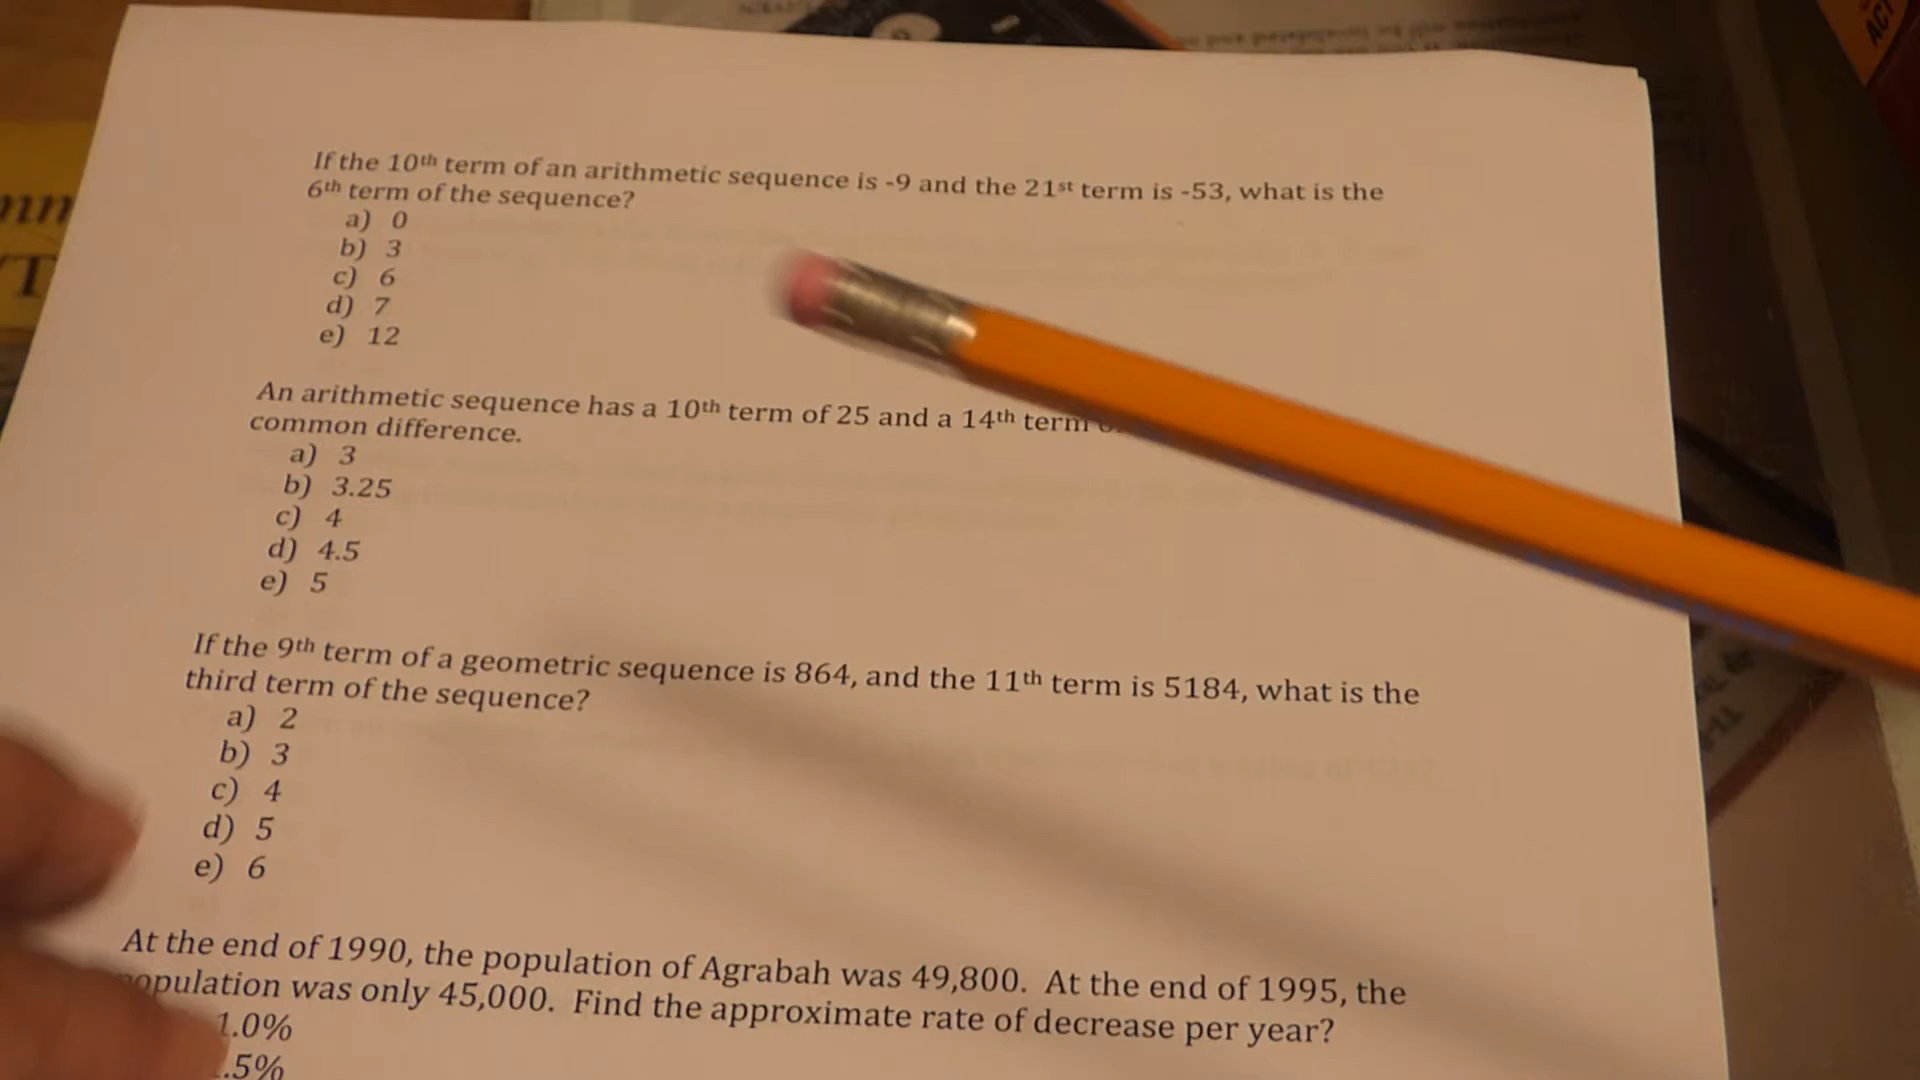 If the 10th term of an arithmetic sequence is -9 and the 21st term is -53, what is the
6th term of the sequence?
a) 0
b) 3
c) 6
d) 7
e) 12
An arithmetic sequence has a 10th term of 25 and a 14th term
common difference.
a) 3
b) 3.25
c) 4
d) 4.5
e) 5
If the 9th term of a geometric sequence is 864, and the 11th term is 5184, what is the
third term of the sequence?
a) 2
b) 3
c) 4
d) 5
e) 6
At the end of 1990, the population of Agrabah was 49,800. At the end of 1995, the
population was only 45,000. Find the approximate rate of decrease per year?
1.0%
.5%
ACT